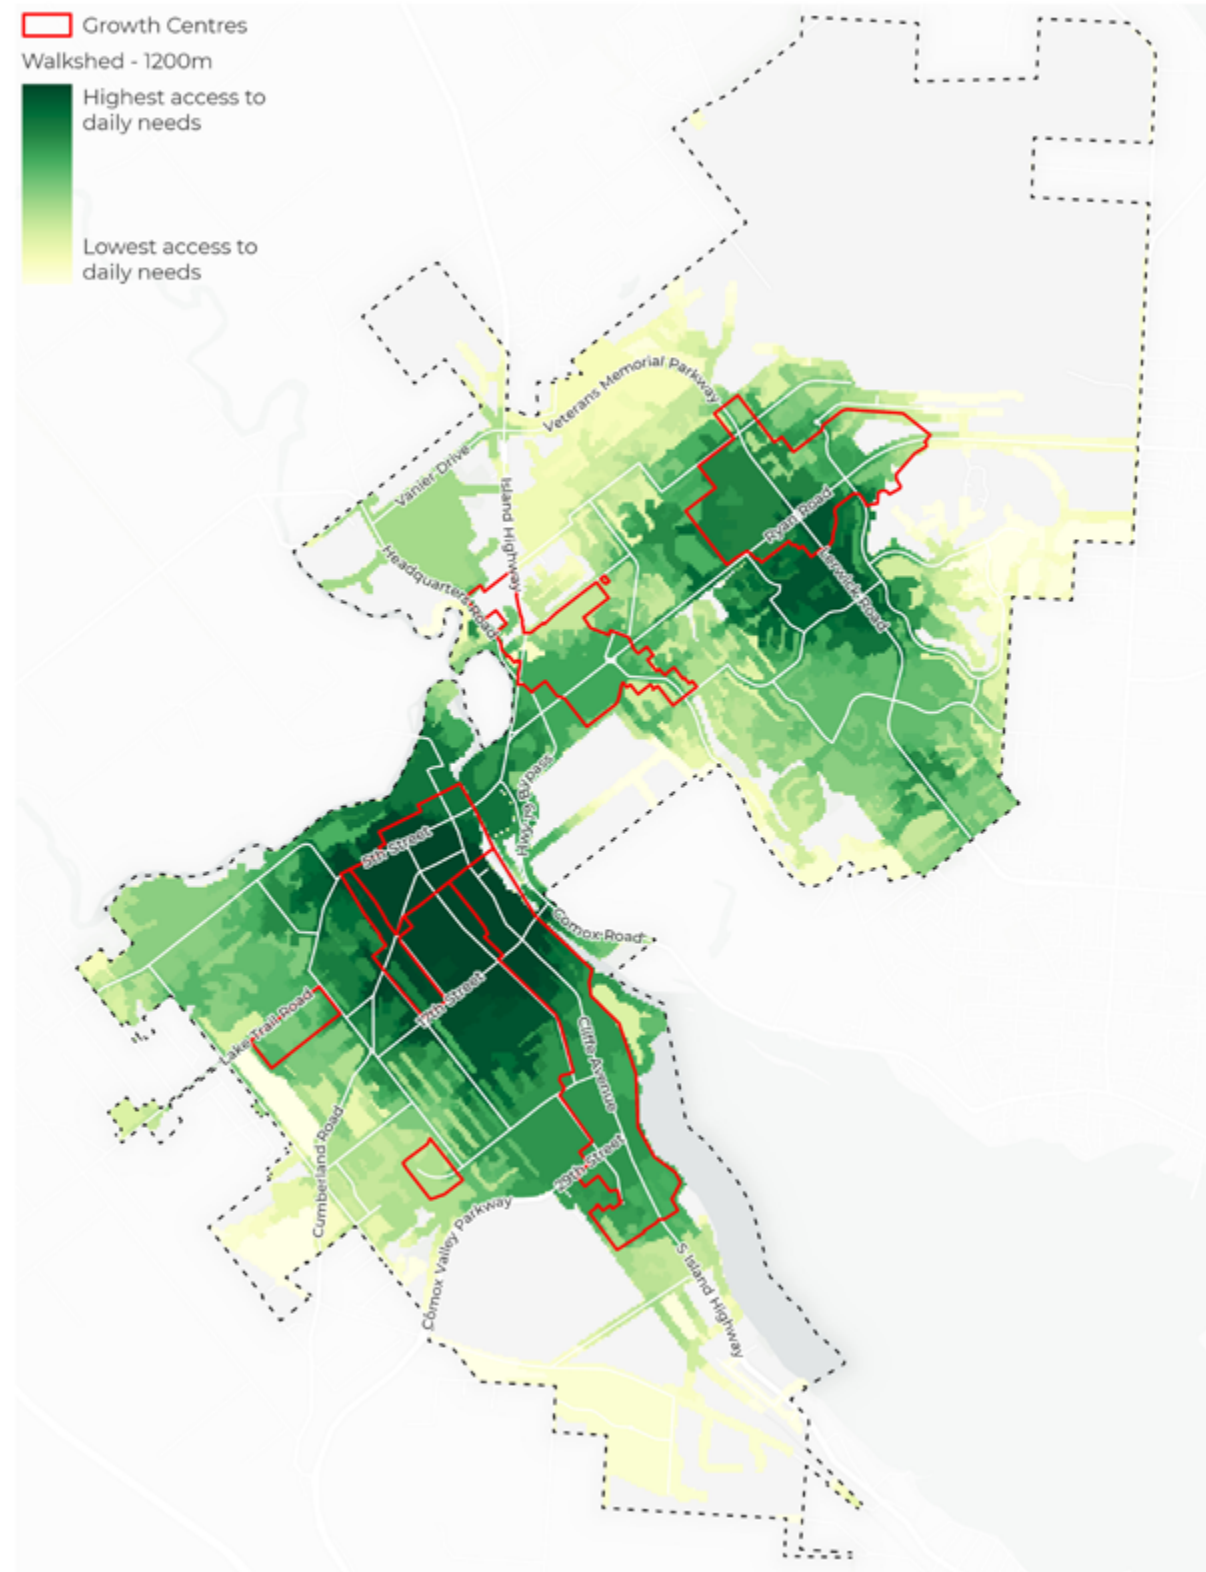 Growth Centres
Walkshed - 1200m
Highest access to
daily needs
Lowest access to
daily needs
Veterans Memorial Parkway
Vanier Drive
Island Highway
Headquarters Road
Ryan Road
Lerwick Road
Hwy 19 Bypass
5th Street
Comox Road
17th Street
Lake Trail Road
Cliffe Avenue
Cumberland Road
29th Street
Comox Valley Parkway
S Island Highway